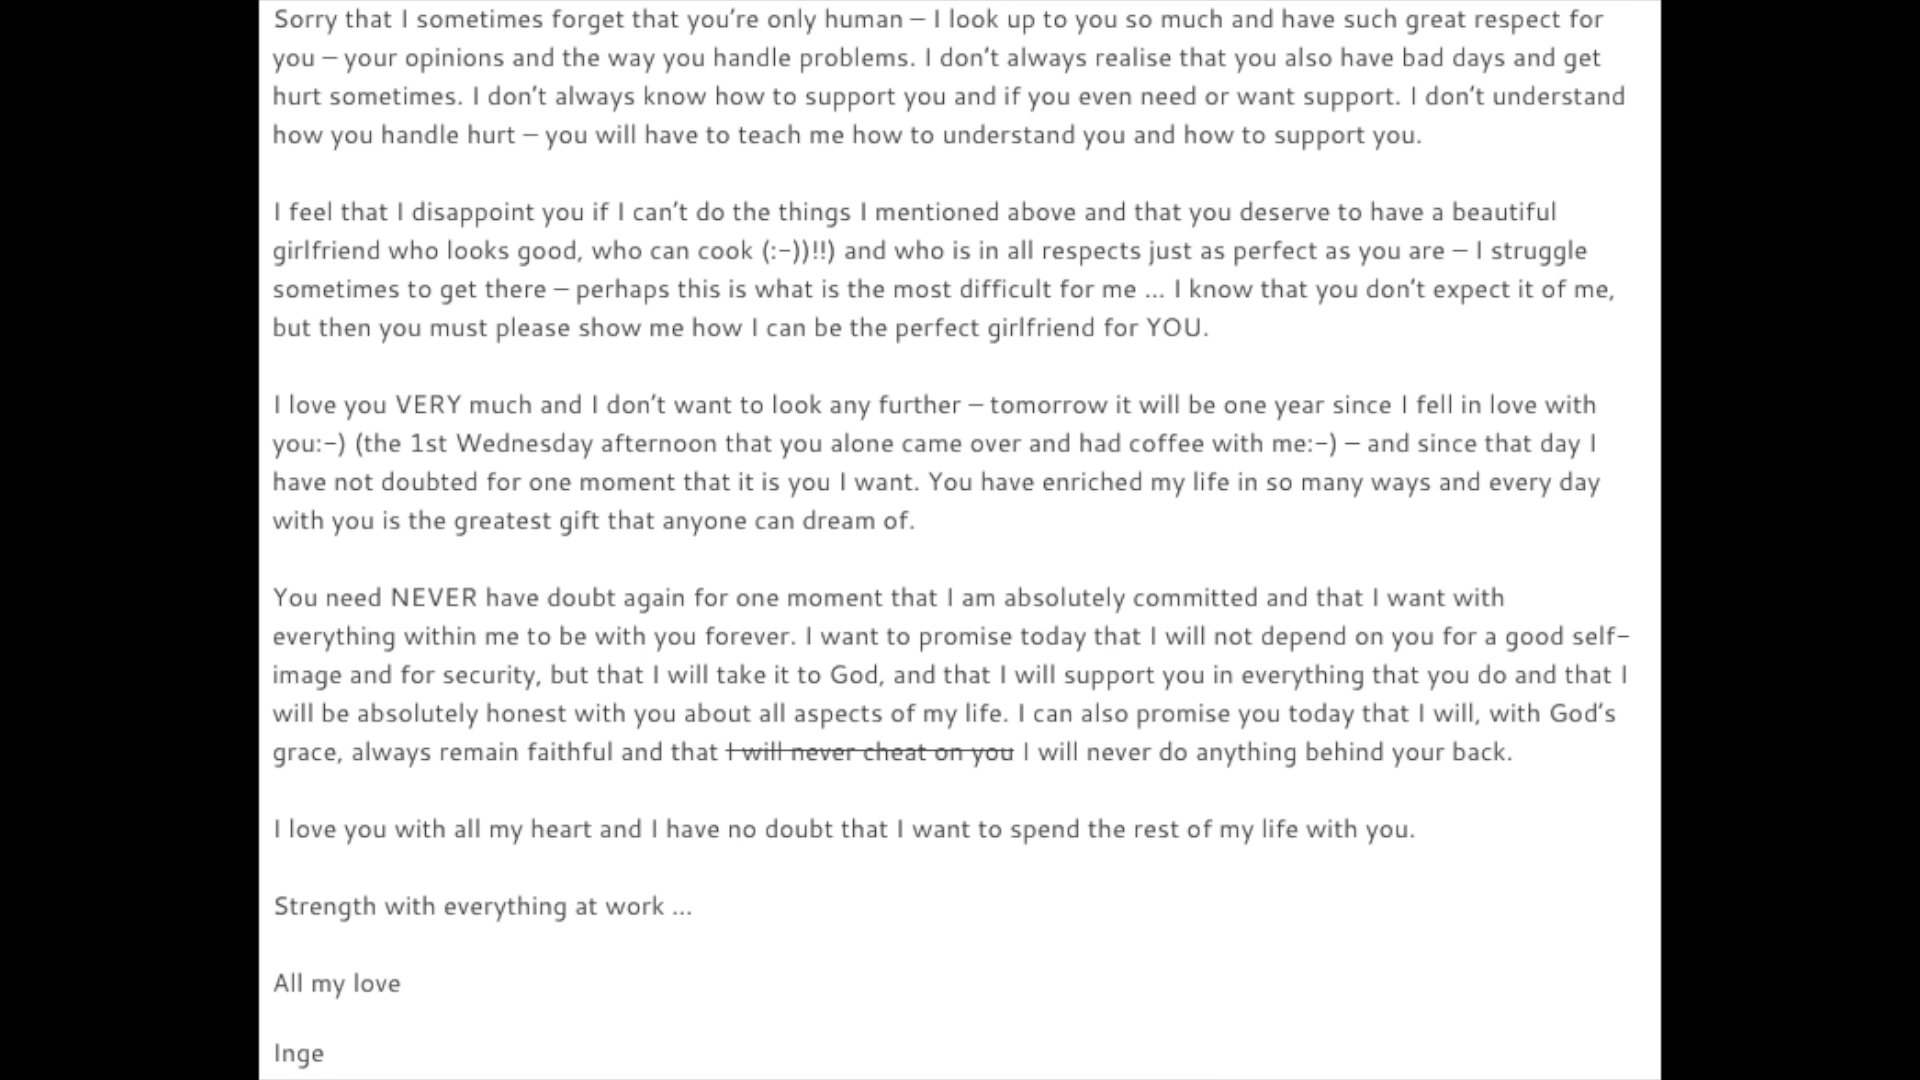 Sorry that I sometimes forget that you’re only human – I look up to you so much and have such great respect for
you – your opinions and the way you handle problems. I don’t always realise that you also have bad days and get
hurt sometimes. I don’t always know how to support you and if you even need or want support. I don’t understand
how you handle hurt – you will have to teach me how to understand you and how to support you.
I feel that I disappoint you if I can’t do the things I mentioned above and that you deserve to have a beautiful
girlfriend who looks good, who can cook (:-))!!) and who is in all respects just as perfect as you are – I struggle
sometimes to get there – perhaps this is what is the most difficult for me … I know that you don’t expect it of me,
but then you must please show me how I can be the perfect girlfriend for YOU.
I love you VERY much and I don’t want to look any further – tomorrow it will be one year since I fell in love with
you:-) (the 1st Wednesday afternoon that you alone came over and had coffee with me:-) – and since that day I
have not doubted for one moment that it is you I want. You have enriched my life in so many ways and every day
with you is the greatest gift that anyone can dream of.
You need NEVER have doubt again for one moment that I am absolutely committed and that I want with
everything within me to be with you forever. I want to promise today that I will not depend on you for a good self-
image and for security, but that I will take it to God, and that I will support you in everything that you do and that I
will be absolutely honest with you about all aspects of my life. I can also promise you today that I will, with God’s
grace, always remain faithful and that I will never cheat on you I will never do anything behind your back.
I love you with all my heart and I have no doubt that I want to spend the rest of my life with you.
Strength with everything at work …
All my love
Inge